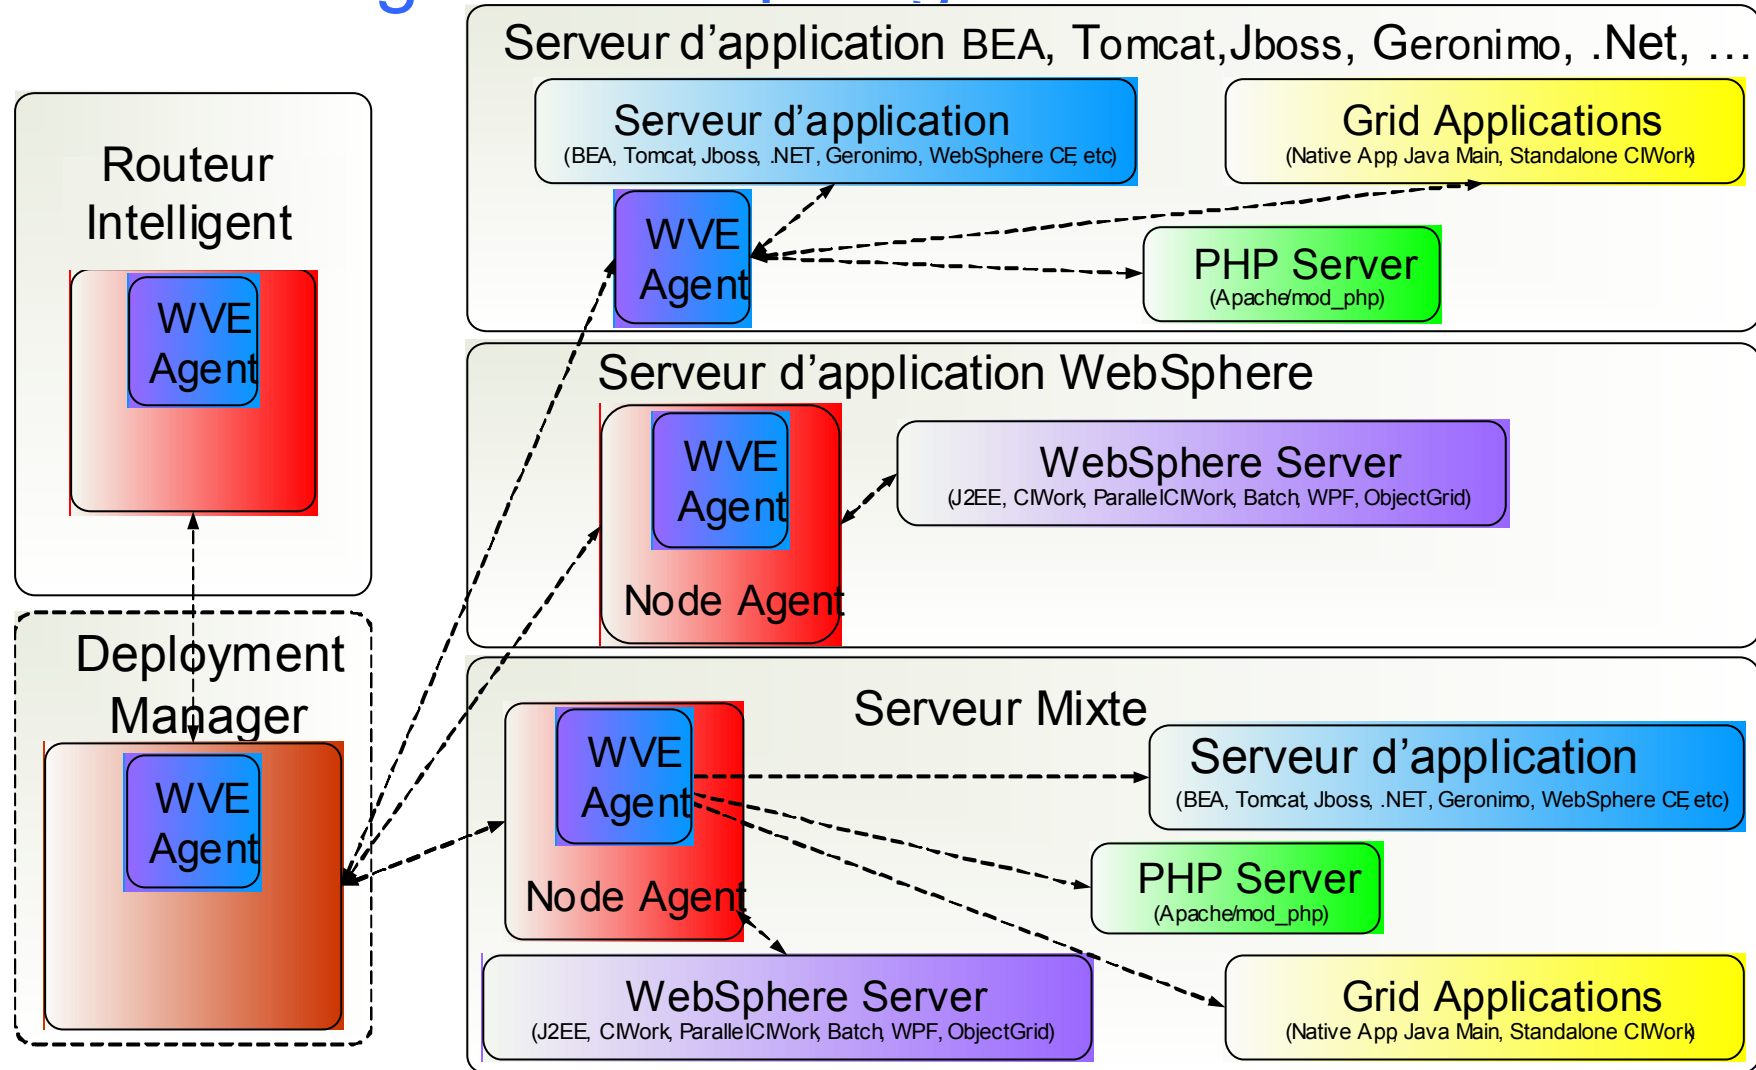 Serveur d'application BEA, Tomcat,Jboss, Geronimo, .Net, …
Serveur d'application
(BEA, Tomcat, Jboss, .NET, Geronimo, WebSphere CE, etc)
Grid Applications
(Native App, Java Main, Standalone CIWork)
WVE
Agent
PHP Server
(Apache/mod_php)
Routeur
Intelligent
WVE
Agent
Serveur d'application WebSphere
WVE
Agent
Node Agent
WebSphere Server
(J2EE, CIWork, ParallelCIWork, Batch, WPF, ObjectGrid)
Deployment
Manager
WVE
Agent
Serveur Mixte
WVE
Agent
Node Agent
Serveur d'application
(BEA, Tomcat, Jboss, .NET, Geronimo, WebSphere CE, etc)
PHP Server
(Apache/mod_php)
WebSphere Server
(J2EE, CIWork, ParallelCIWork, Batch, WPF, ObjectGrid)
Grid Applications
(Native App, Java Main, Standalone CIWork)